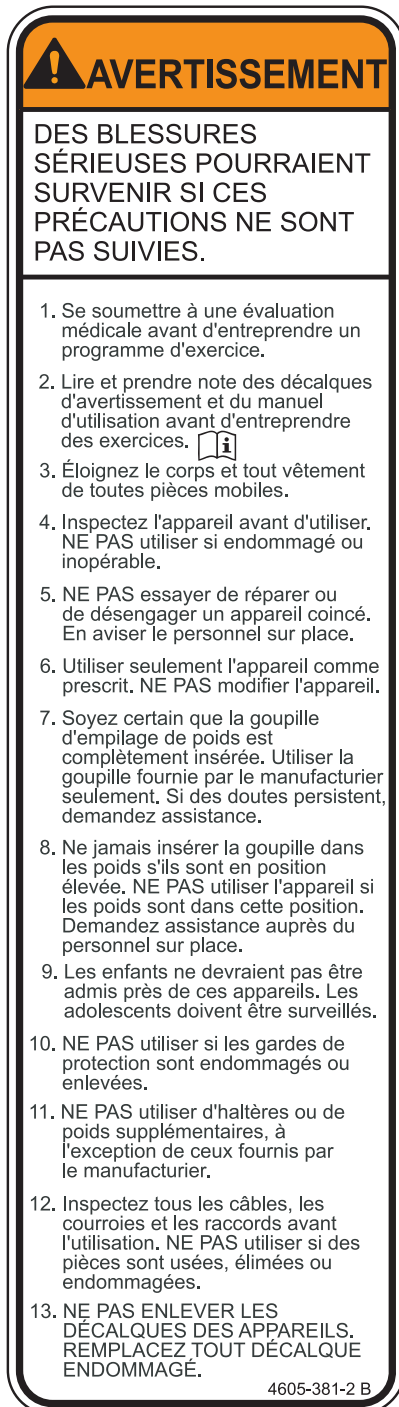 AVERTISSEMENT
DES BLESSURES
SÉRIEUSES POURRAIENT
SURVENIR SI CES
PRÉCAUTIONS NE SONT
PAS SUIVIES.
1. Se soumettre à une évaluation
médicale avant d'entreprendre un
programme d'exercice.
2. Lire et prendre note des décalques
d'avertissement et du manuel
d'utilisation avant d'entreprendre
des exercices.
3. Éloignez le corps et tout vêtement
de toutes pièces mobiles.
4. Inspectez l'appareil avant d'utiliser.
NE PAS utiliser si endommagé ou
inopérable.
5. NE PAS essayer de réparer ou
de désengager un appareil coincé.
En aviser le personnel sur place.
6. Utiliser seulement l'appareil comme
prescrit. NE PAS modifier l'appareil.
7. Soyez certain que la goupille
d'empilage de poids est
complètement insérée. Utiliser la
goupille fournie par le manufacturier
seulement. Si des doutes persistent,
demandez assistance.
8. Ne jamais insérer la goupille dans
les poids s'ils sont en position
élevée. NE PAS utiliser l'appareil si
les poids sont dans cette position.
Demandez assistance auprès du
personnel sur place.
9. Les enfants ne devraient pas être
admis près de ces appareils. Les
adolescents doivent être surveillés.
10. NE PAS utiliser si les gardes de
protection sont endommagés ou
enlevées.
11. NE PAS utiliser d'haltères ou de
poids supplémentaires, à
l'exception de ceux fournis par
le manufacturier.
12. Inspectez tous les câbles, les
courroies et les raccords avant
l'utilisation. NE PAS utiliser si des
pièces sont usées, élimées ou
endommagées.
13. NE PAS ENLEVER LES
DÉCALQUES DES APPAREILS.
REMPLACEZ TOUT DÉCALQUE
ENDOMMAGÉ.
4605-381-2 B